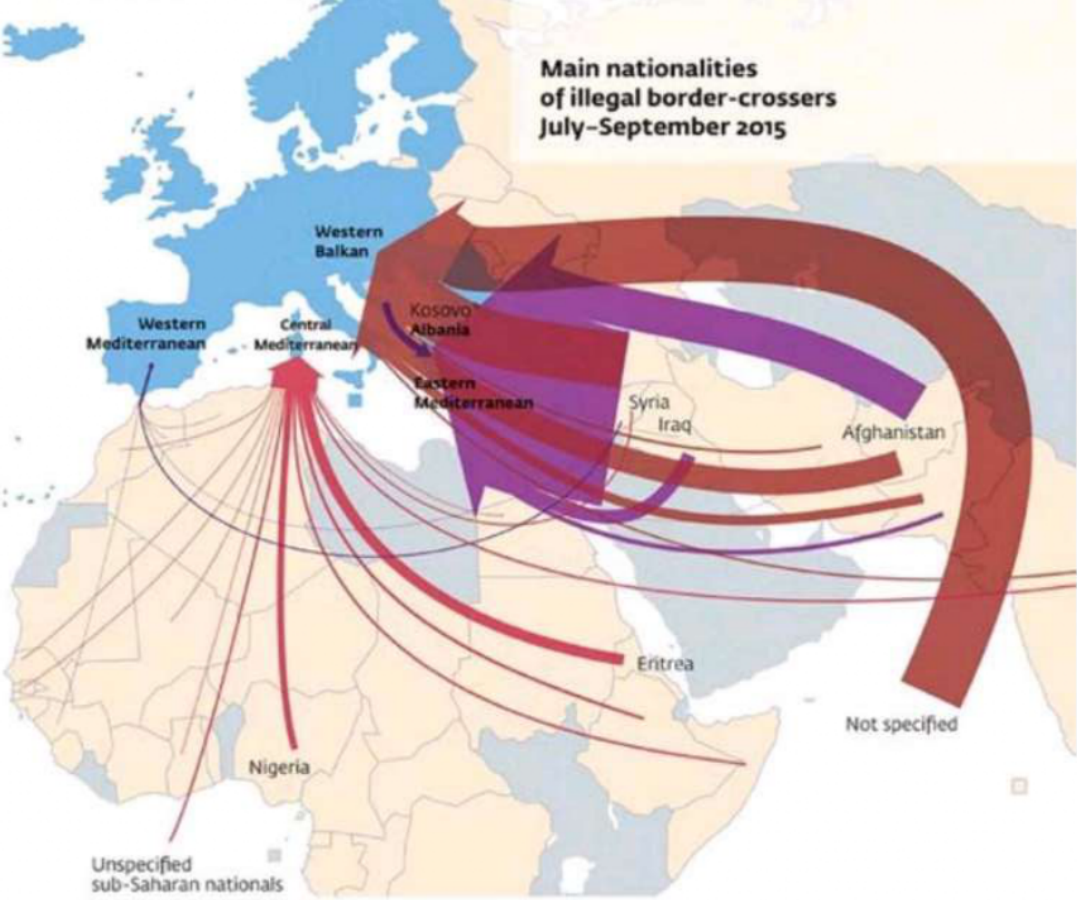 Main nationalities
of illegal border-crossers
July–September 2015
Western
Balkan
Western
Mediterranean
Central
Mediterranean
Kosovo
Albania
Eastern
Mediterranean
Syria
Iraq
Afghanistan
Eritrea
Not specified
Nigeria
Unspecified
sub-Saharan nationals